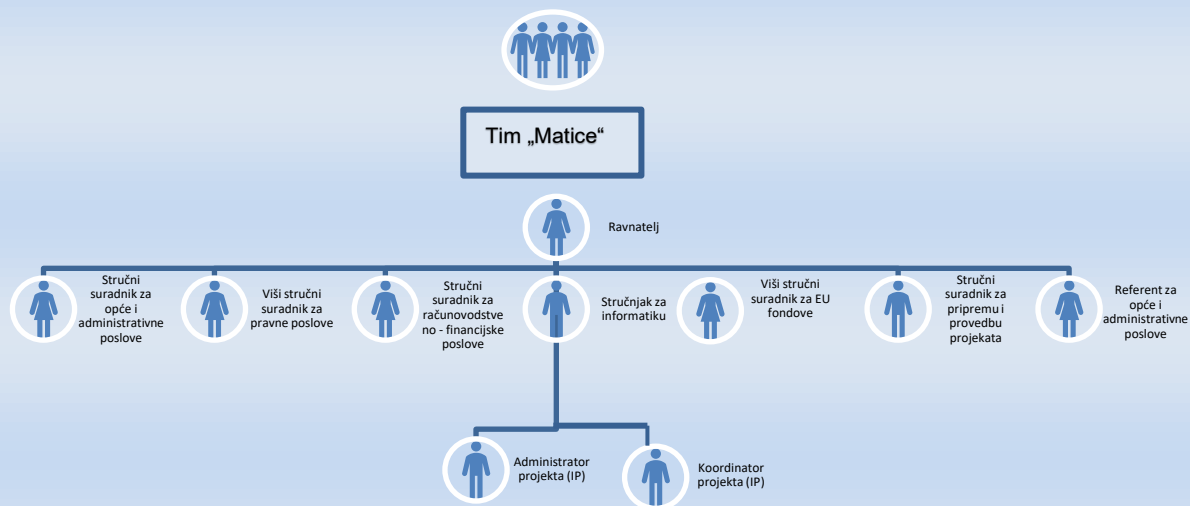 Tim „Matice“
Ravnatelj
Stručni
suradnik za
opće i
administrativne
poslove
Viši stručni
suradnik za
pravne poslove
Stručni
suradnik za
računovodstve
no - financijske
poslove
Stručnjak za
informatiku
Viši stručni
suradnik za EU
fondove
Stručni
suradnik za
pripremu i
provedbu
projekata
Referent za
opće i
administrativne
poslove
Administrator
projekta (IP)
Koordinator
projekta (IP)